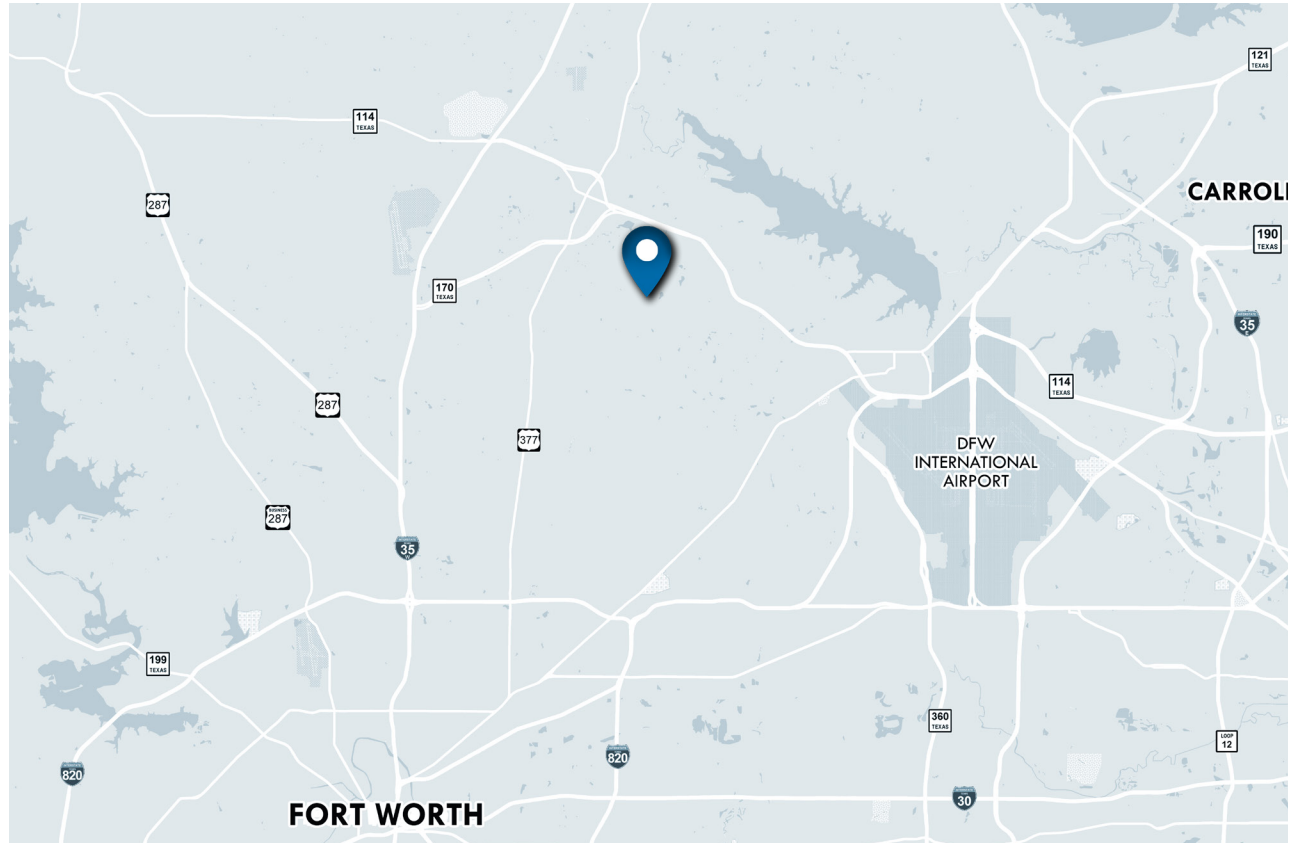 121
TEXAS
114
TEXAS
CARROLL
287
190
TEXAS
170
TEXAS
35
E
287
114
TEXAS
377
DFW
INTERNATIONAL
AIRPORT
BUSINESS
287
35
W
199
TEXAS
360
TEXAS
LOOP
12
820
820
30
FORT WORTH